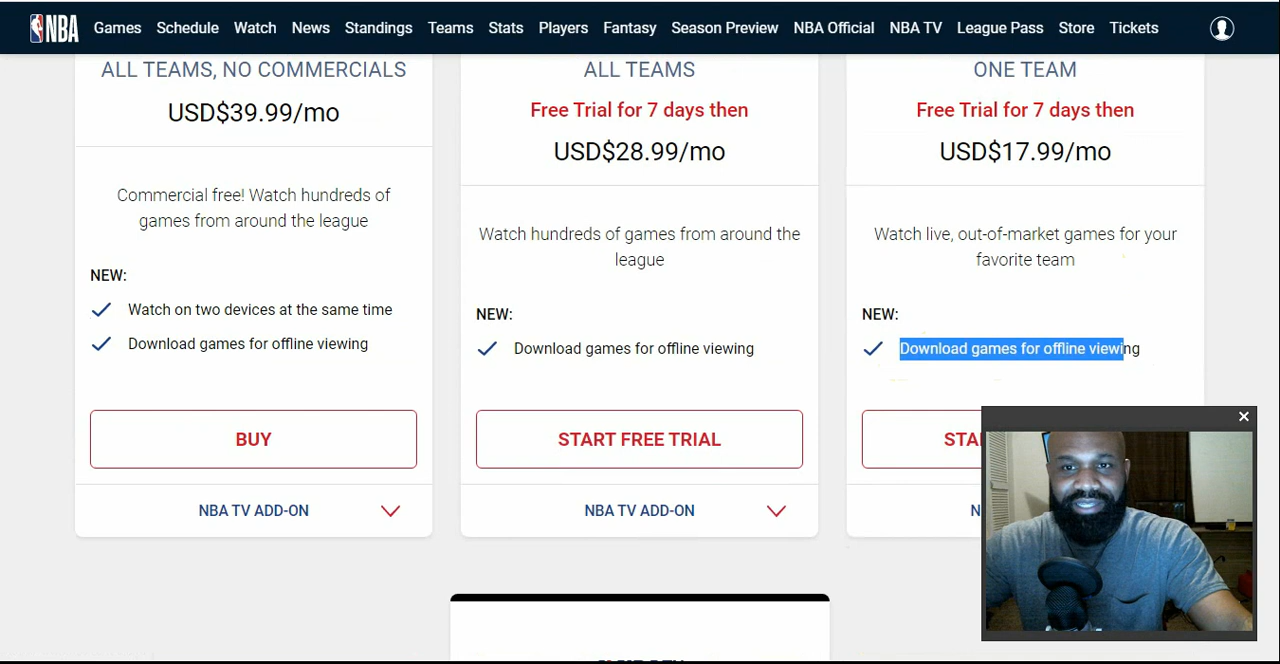 NBA
Games Schedule Watch News Standings Teams Stats Players Fantasy Season Preview NBA Official NBA TV League Pass Store Tickets
ALL TEAMS, NO COMMERCIALS
USD$39.99/mo
Commercial free! Watch hundreds of
games from around the league
NEW:
Watch on two devices at the same time
Download games for offline viewing
BUY
NBA TV ADD-ON
ALL TEAMS
Free Trial for 7 days then
USD$28.99/mo
Watch hundreds of games from around the
league
NEW:
Download games for offline viewing
START FREE TRIAL
NBA TV ADD-ON
ONE TEAM
Free Trial for 7 days then
USD$17.99/mo
Watch live, out-of-market games for your
favorite team
NEW:
Download games for offline viewing
STA
N